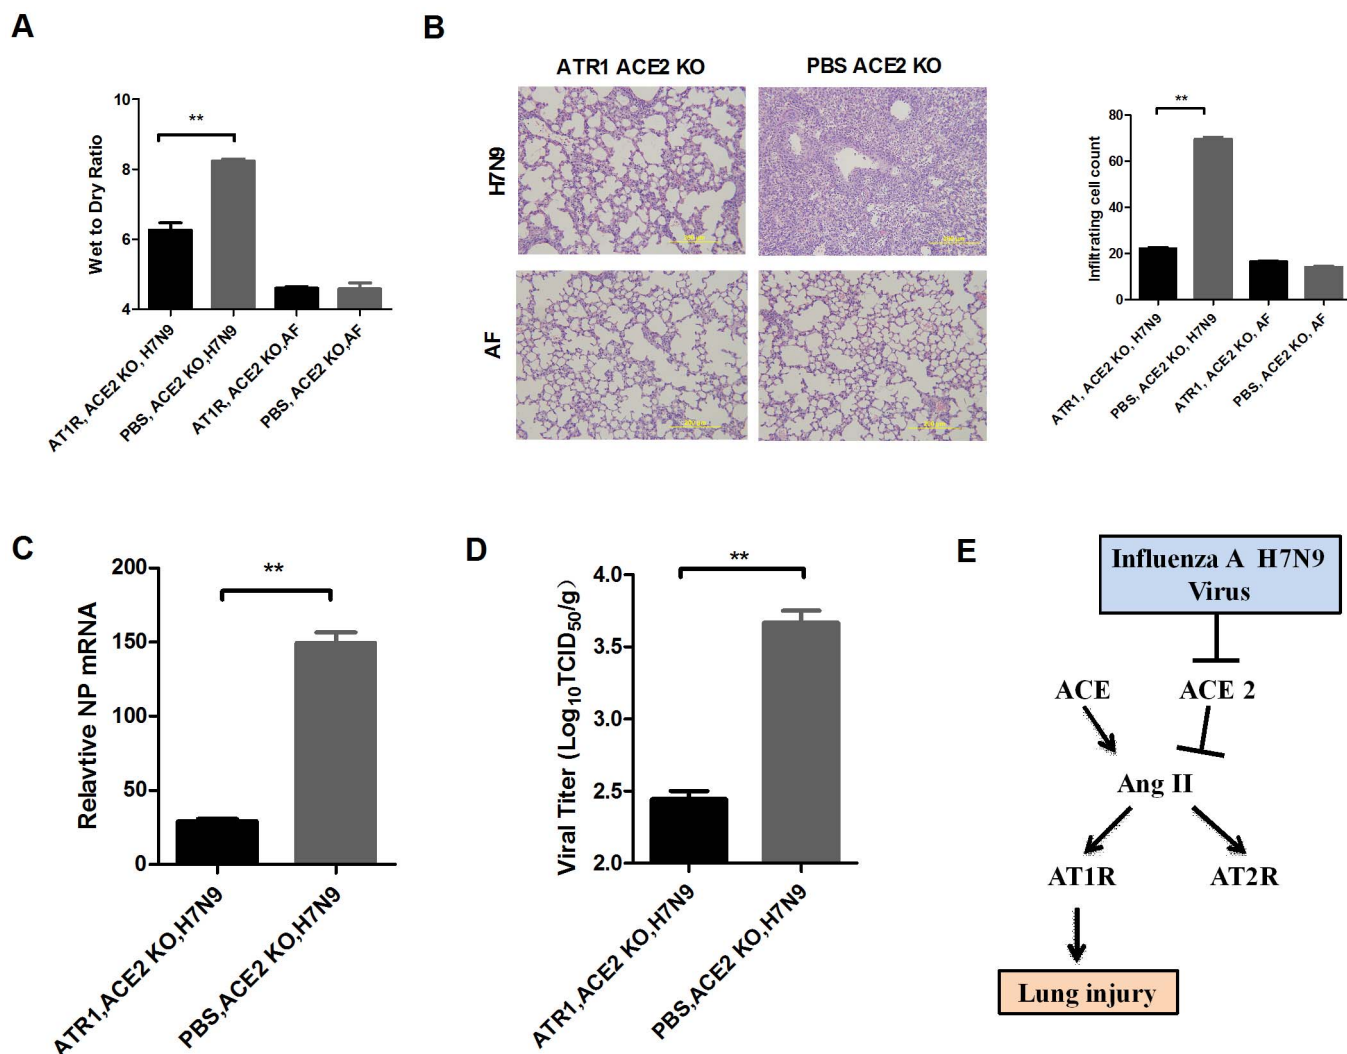 A
10
8
6
4
Wet to Dry Ratio
**
AT1R, ACE2 KO, H7N9
PBS, ACE2 KO,H7N9
AT1R, ACE2 KO,AF
PBS, ACE2 KO,AF
B
ATR1 ACE2 KO
PBS ACE2 KO
H7N9
AF
80
60
40
20
0
Infiltrating cell count
**
ATR1, ACE2 KO, H7N9
PBS, ACE2 KO, H7N9
ATR1, ACE2 KO, AF
PBS, ACE2 KO, AF
C
200
150
100
50
0
Relavtive NP mRNA
**
ATR1,ACE2 KO,H7N9
PBS,ACE2 KO,H7N9
D
4.0
3.5
3.0
2.5
2.0
Viral Titer (Log10TCID50/g)
**
ATR1,ACE2 KO,H7N9
PBS,ACE2 KO,H7N9
E
Influenza A H7N9
Virus
ACE
ACE 2
Ang II
AT1R
AT2R
Lung injury